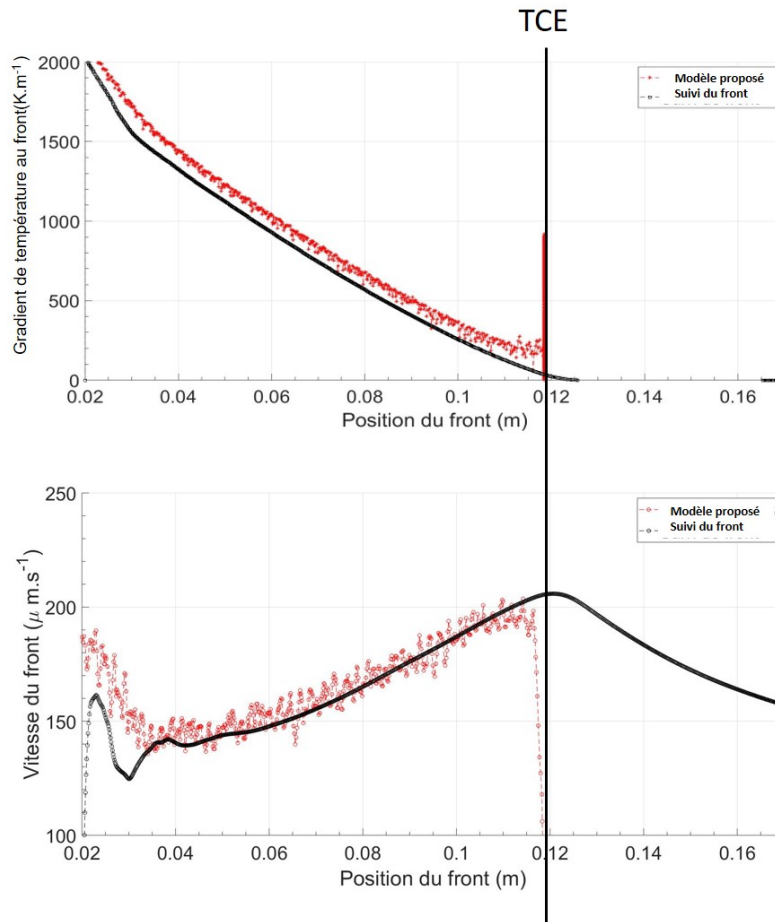 TCE
Gradient de température au front(K.m⁻¹)
2000
1500
1000
500
0
Modèle proposé
Suivi du front
0.02
0.04
0.06
0.08
0.1
0.12
0.14
0.16
Position du front (m)
Vitesse du front (μ m.s⁻¹)
250
200
150
100
Modèle proposé
Suivi du front
0.02
0.04
0.06
0.08
0.1
0.12
0.14
0.16
Position du front (m)